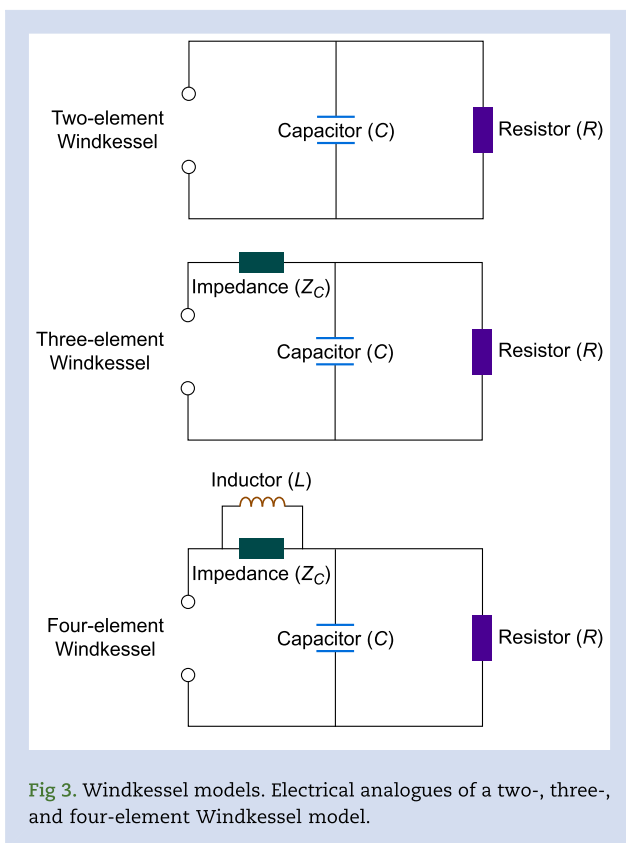 Two-element
Windkessel
Capacitor (C)
Resistor (R)
Impedance (Z_C)
Three-element
Windkessel
Capacitor (C)
Resistor (R)
Inductor (L)
Impedance (Z_C)
Four-element
Windkessel
Capacitor (C)
Resistor (R)
Fig 3. Windkessel models. Electrical analogues of a two-, three-,
and four-element Windkessel model.